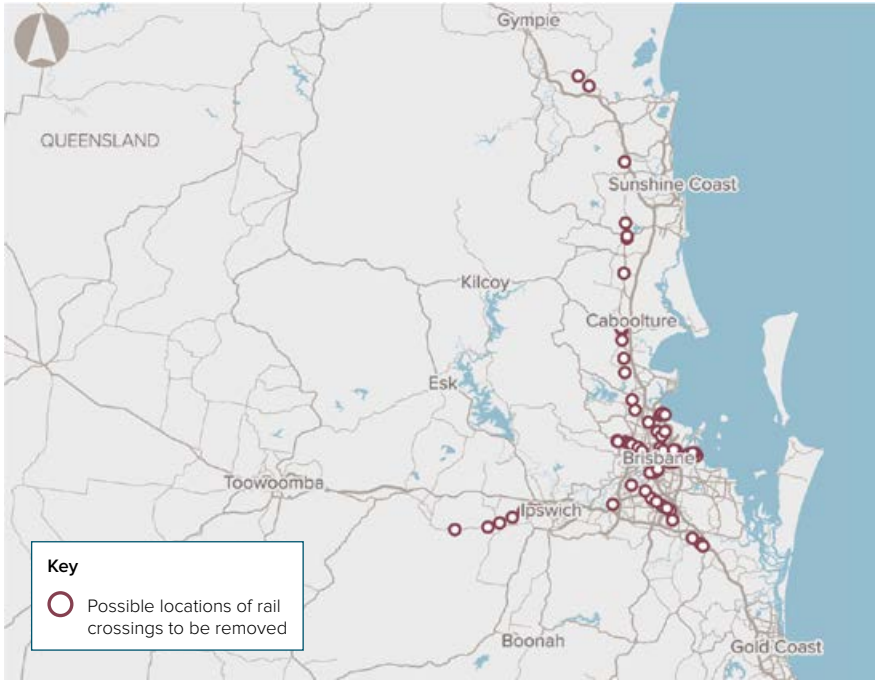 Gympie
QUEENSLAND
Sunshine Coast
Kilcoy
Caboolture
Esk
Brisbane
Toowoomba
Ipswich
Key
Possible locations of rail
crossings to be removed
Boonah
Gold Coast